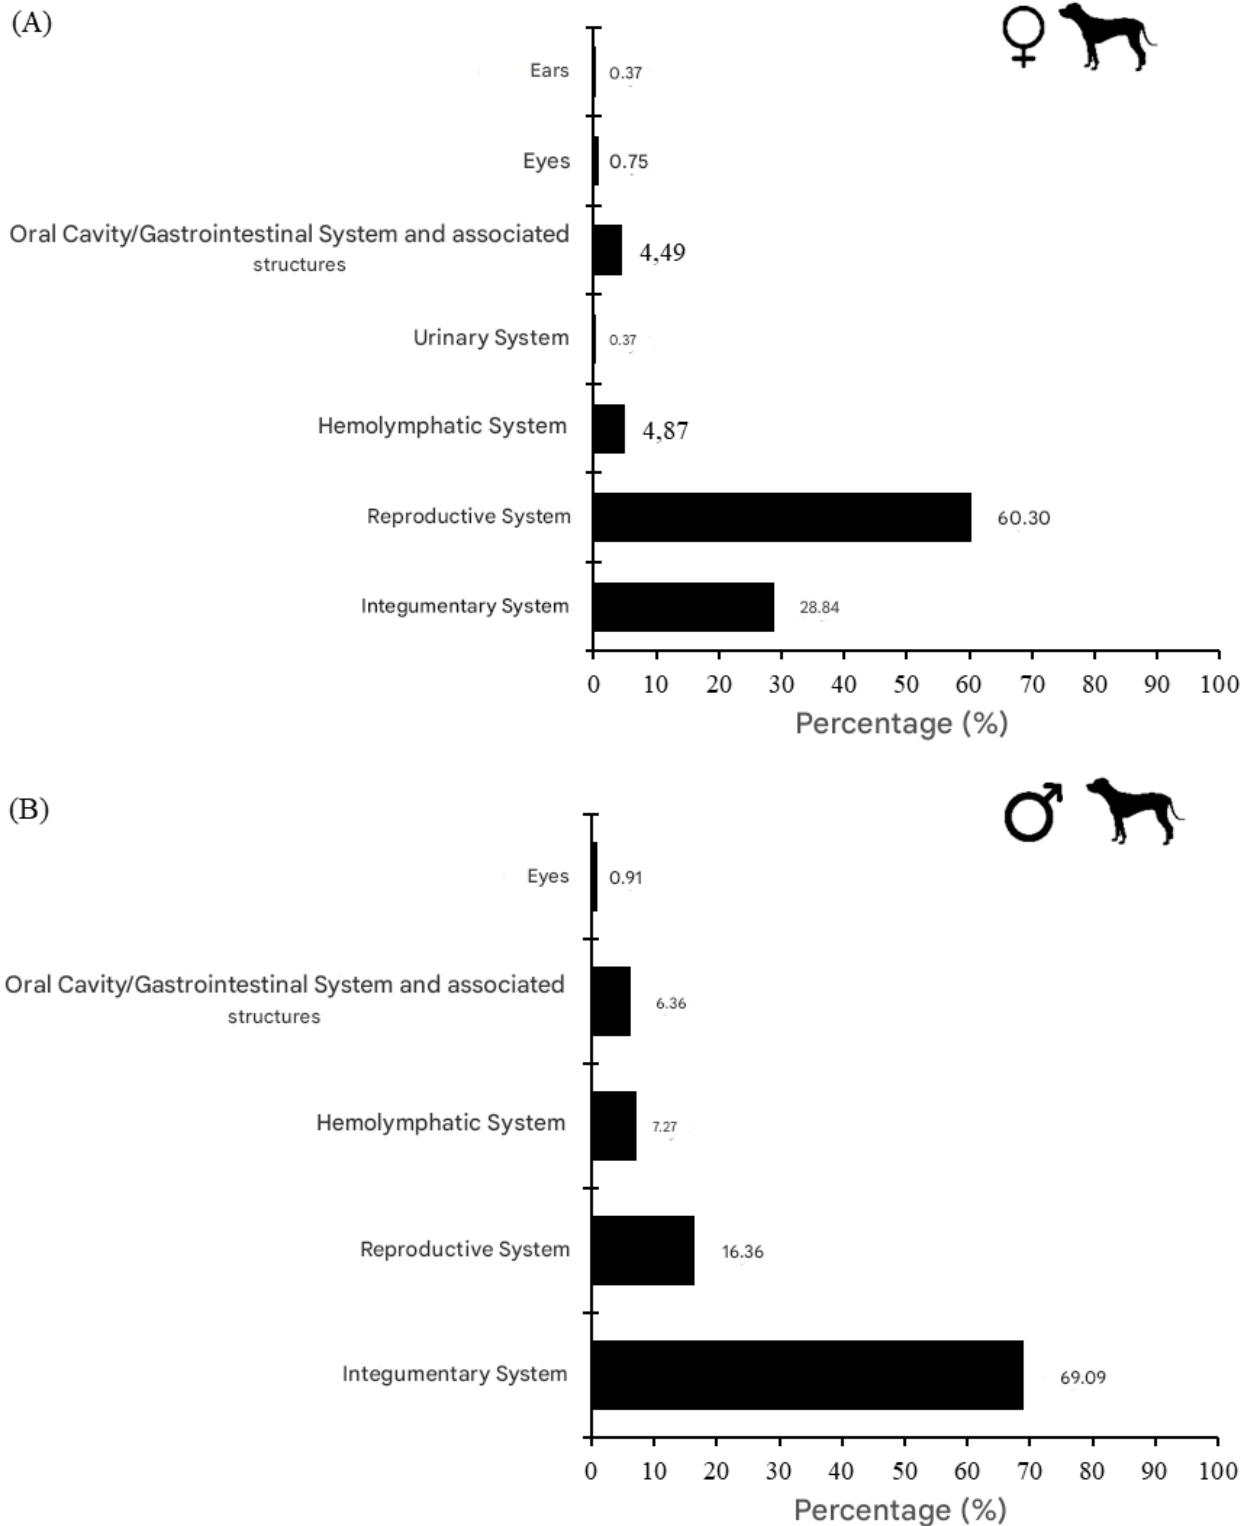 (A)
Ears 0.37
Eyes 0.75
Oral Cavity/Gastrointestinal System and associated
structures
4,49
Urinary System 0.37
Hemolymphatic System 4,87
Reproductive System 60.30
Integumentary System 28.84
0 10 20 30 40 50 60 70 80 90 100
Percentage (%)
(B)
Eyes 0.91
Oral Cavity/Gastrointestinal System and associated
structures
6.36
Hemolymphatic System 7.27
Reproductive System 16.36
Integumentary System 69.09
0 10 20 30 40 50 60 70 80 90 100
Percentage (%)